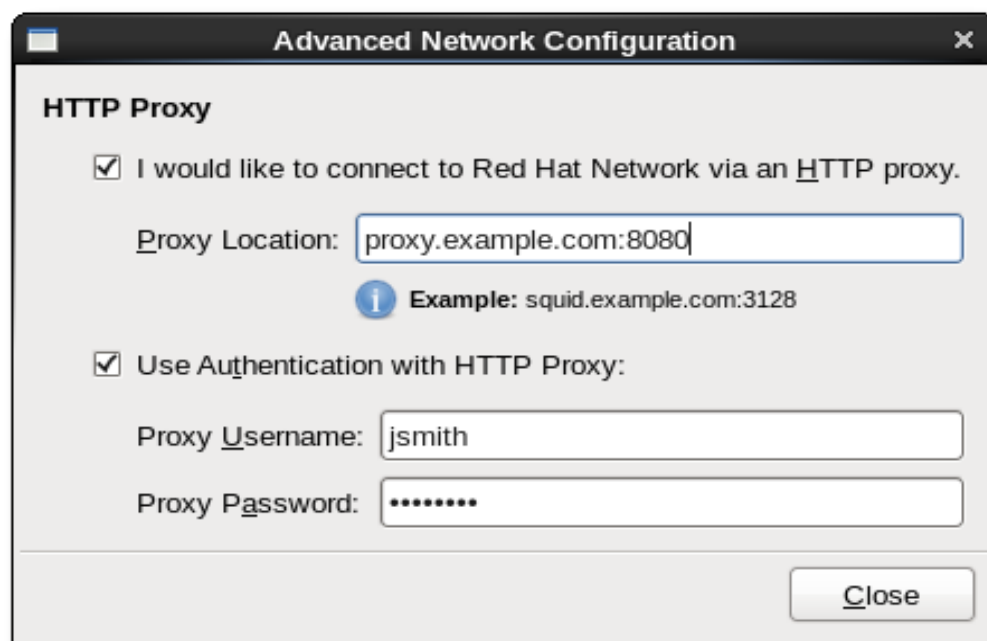 Advanced Network Configuration
HTTP Proxy
I would like to connect to Red Hat Network via an HTTP proxy.
Proxy Location: proxy.example.com:8080
Example: squid.example.com:3128
Use Authentication with HTTP Proxy:
Proxy Username: jsmith
Proxy Password: ••••••••
Close